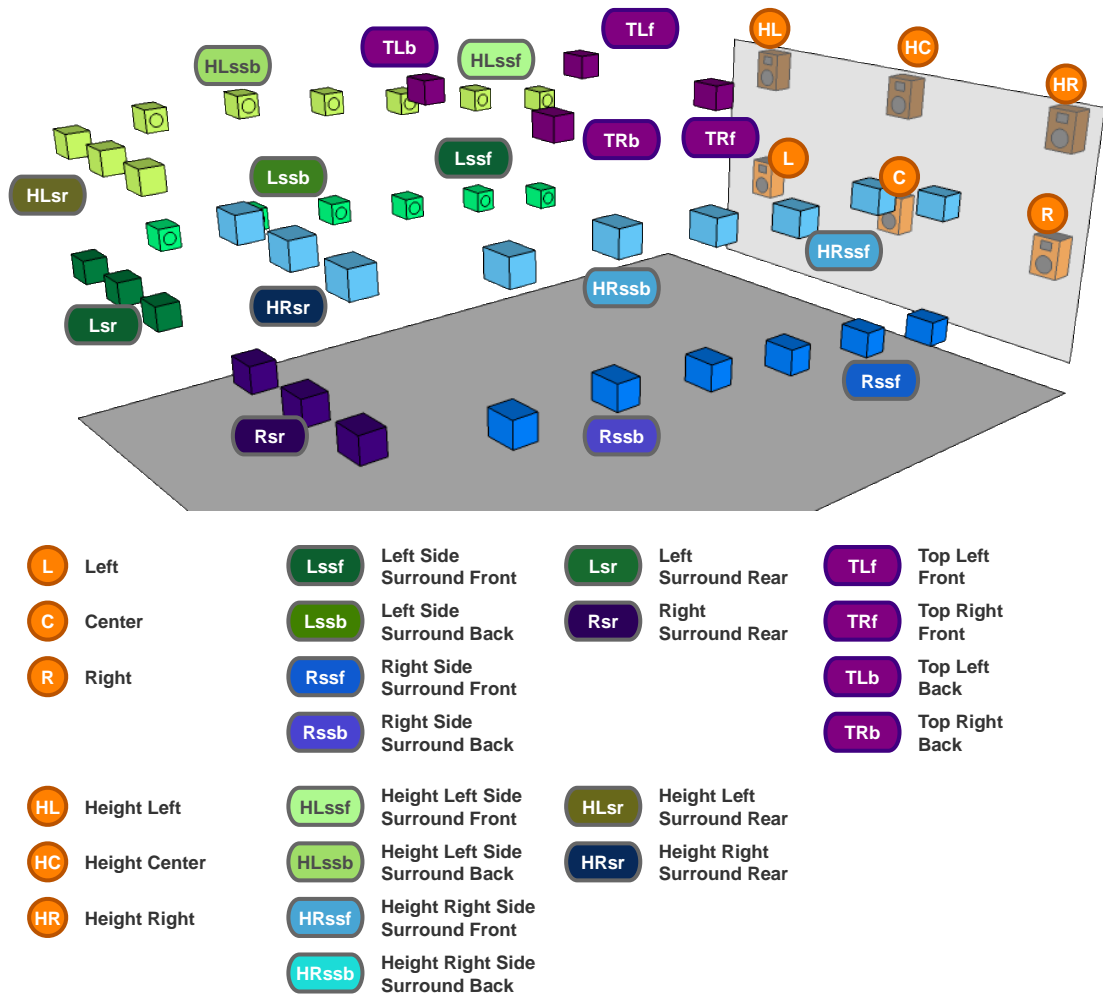 TLf
HL
HC
TLb
HLssf
HLssb
HR
TRb
TRf
Lssf
L
Lssb
C
HLsr
R
HRssf
HRssb
HRsr
Lsr
Rssf
Rsr
Rssb
L
Left
Lssf
Left Side
Surround Front
Lsr
Left
Surround Rear
TLf
Top Left
Front
C
Center
Lssb
Left Side
Surround Back
Rsr
Right
Surround Rear
TRf
Top Right
Front
R
Right
Rssf
Right Side
Surround Front
TLb
Top Left
Back
Rssb
Right Side
Surround Back
TRb
Top Right
Back
HL
Height Left
HLssf
Height Left Side
Surround Front
HLsr
Height Left
Surround Rear
HC
Height Center
HLssb
Height Left Side
Surround Back
HRsr
Height Right
Surround Rear
HR
Height Right
HRssf
Height Right Side
Surround Front
HRssb
Height Right Side
Surround Back